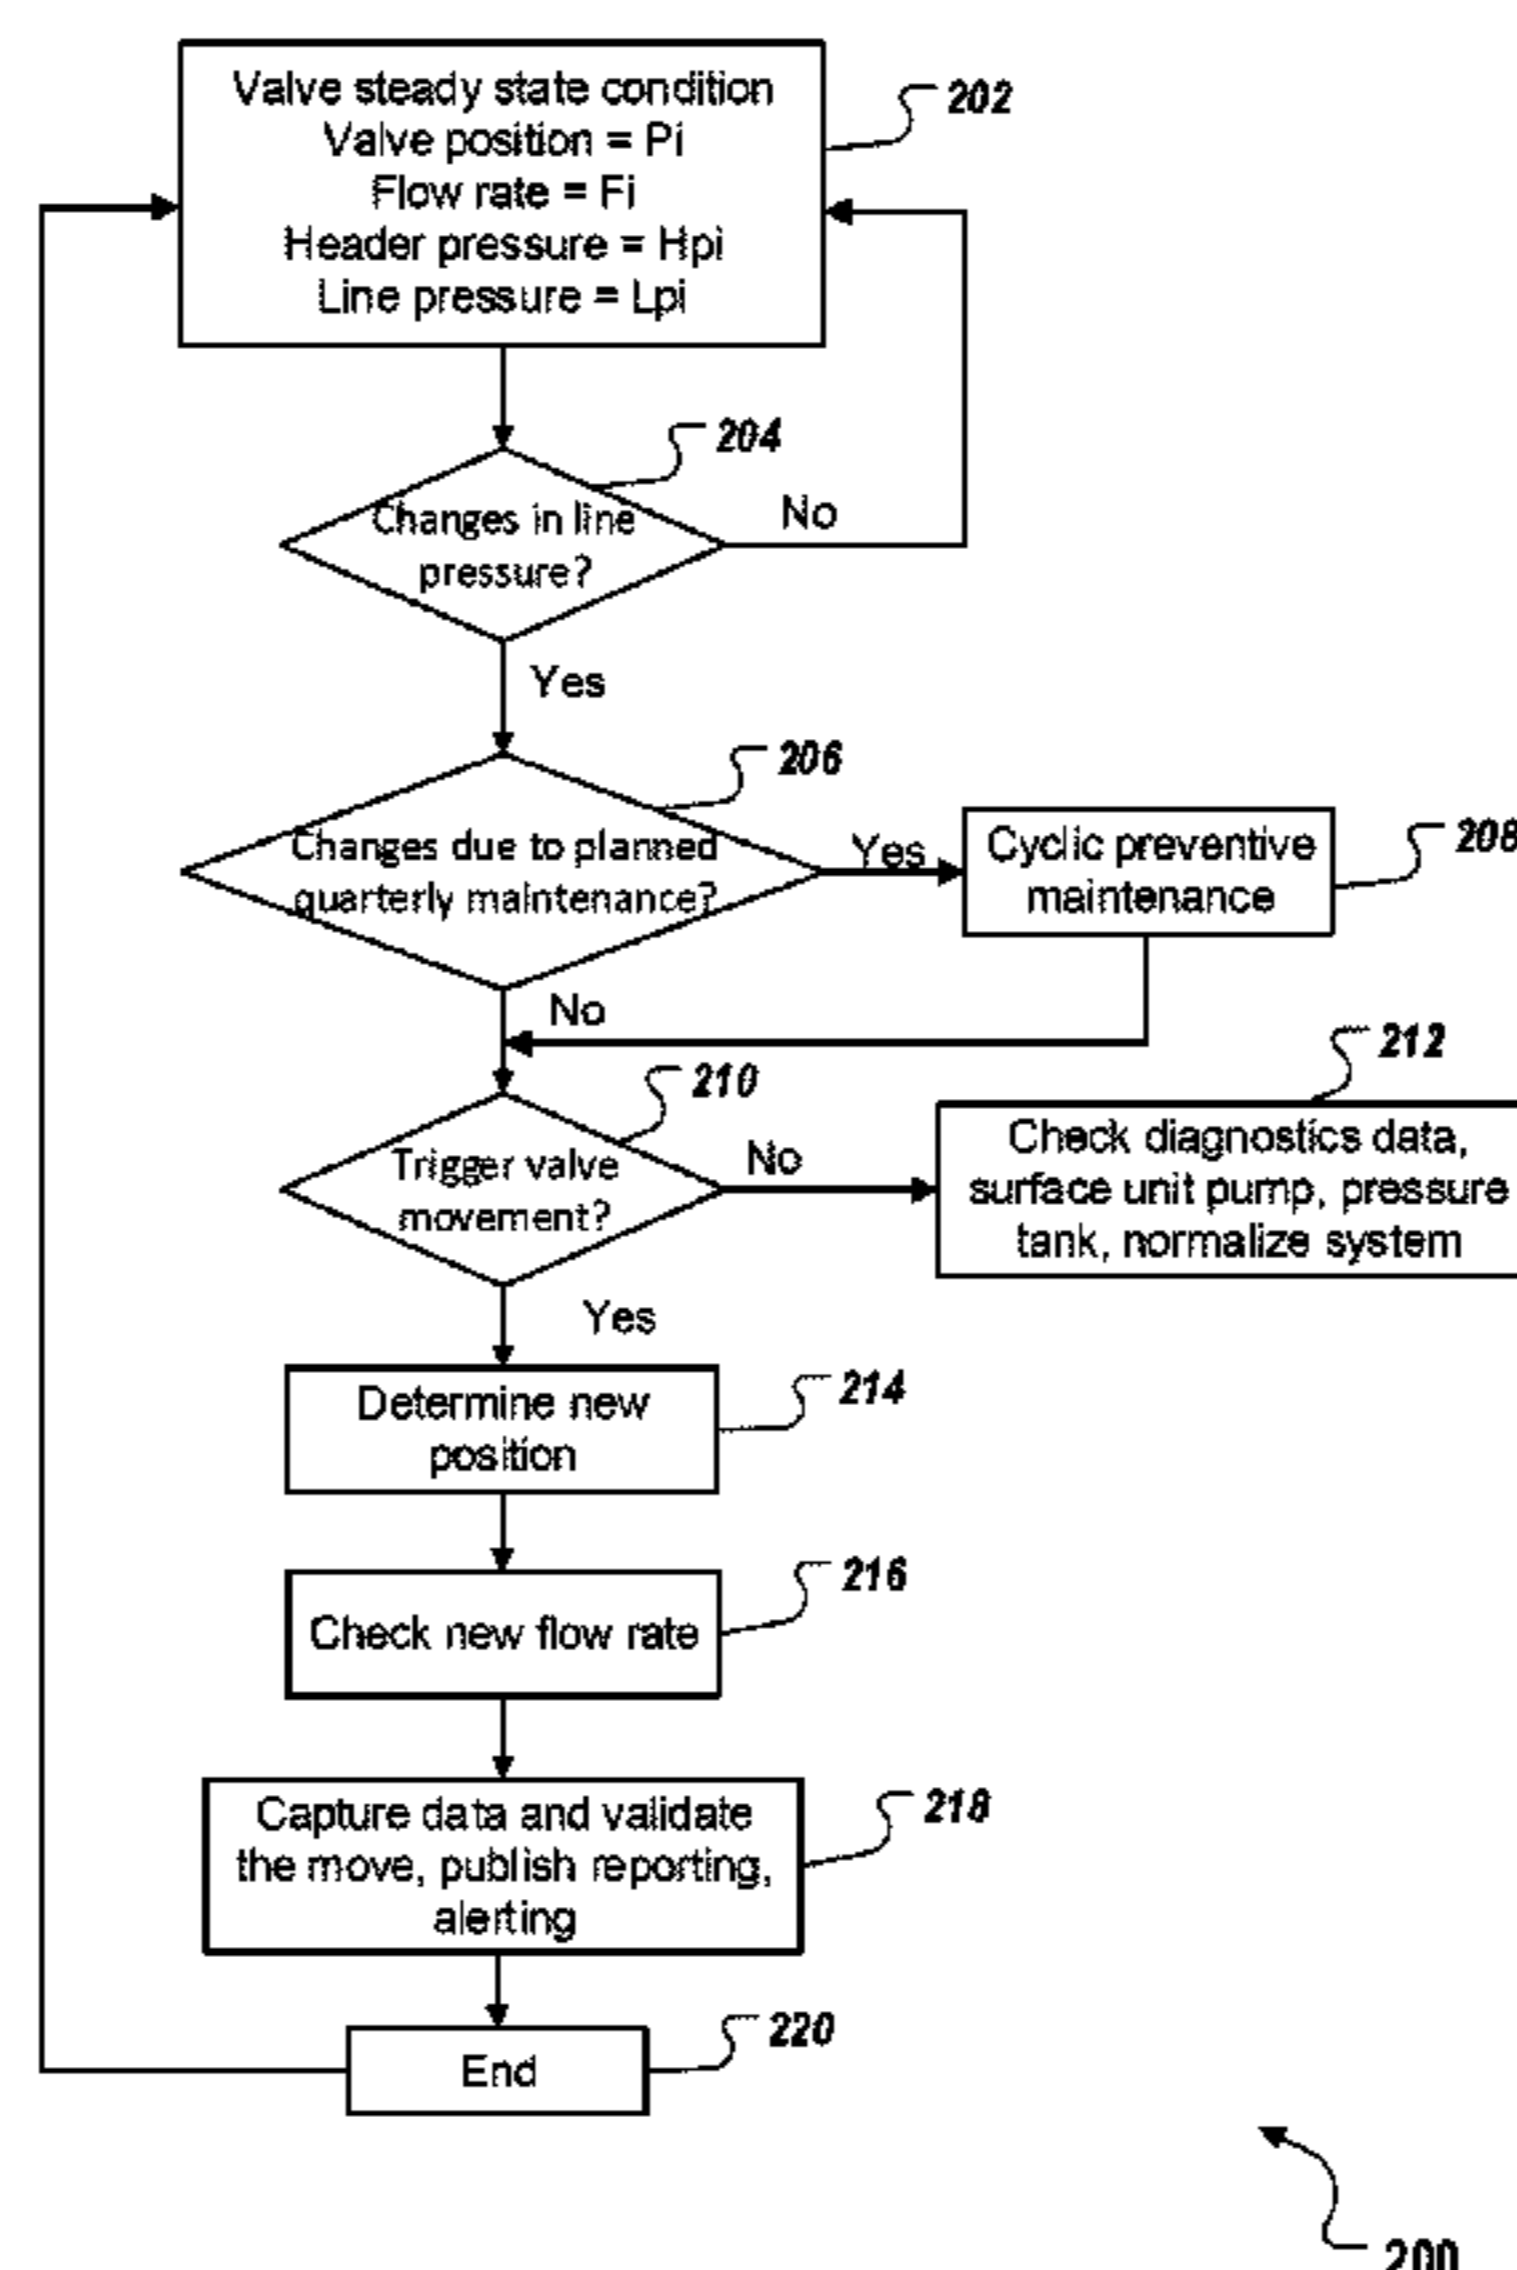 Valve steady state condition
Valve position = Pi
Flow rate = Fi
Header pressure = Hpi
Line pressure = Lpi
202
204
Changes in line
pressure?
No
Yes
206
Changes due to planned
quarterly maintenance?
Yes
Cyclic preventive
maintenance
208
No
210
Trigger valve
movement?
No
212
Check diagnostics data,
surface unit pump, pressure
tank, normalize system
Yes
Determine new
position
214
Check new flow rate
216
Capture data and validate
the move, publish reporting,
alerting
218
End
220
200